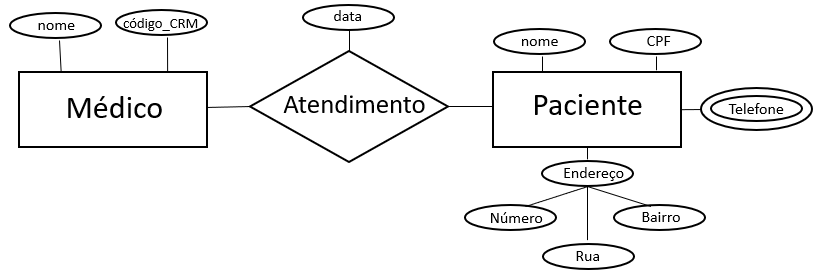 nome
código_CRM
data
nome
CPF
Médico
Atendimento
Paciente
Telefone
Endereço
Número
Bairro
Rua